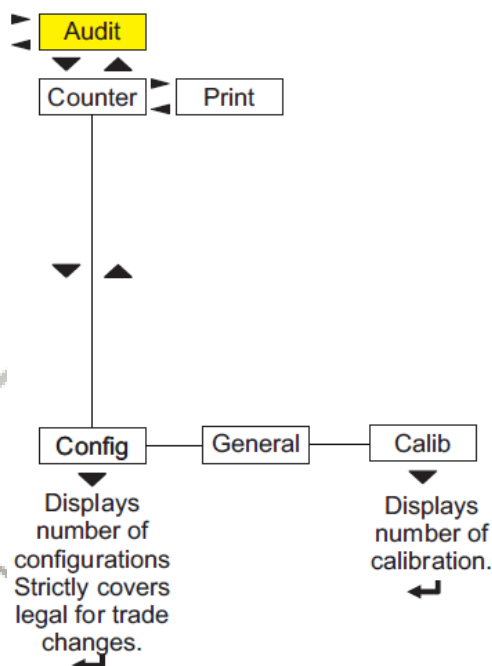 Audit
Counter
Print
Config
General
Calib
Displays
number of
configurations
Strictly covers
legal for trade
changes.
Displays
number of
calibration.